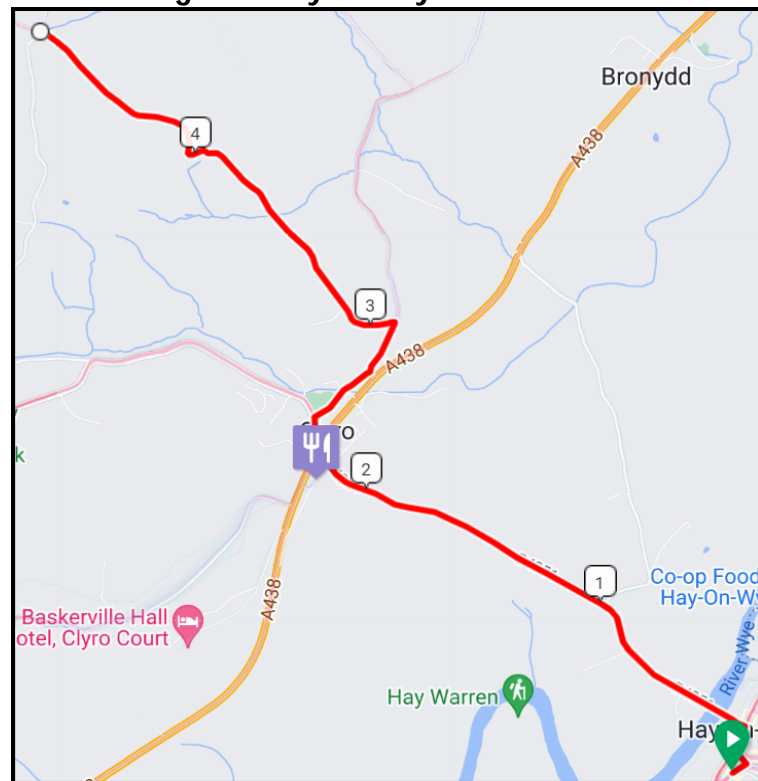 Bronydd
A438
4
3
A438
2
k
1
Co-op Food
Hay-On-Wy
A438
Baskerville Hall
otel, Clyro Court
River Wye
Hay Warren